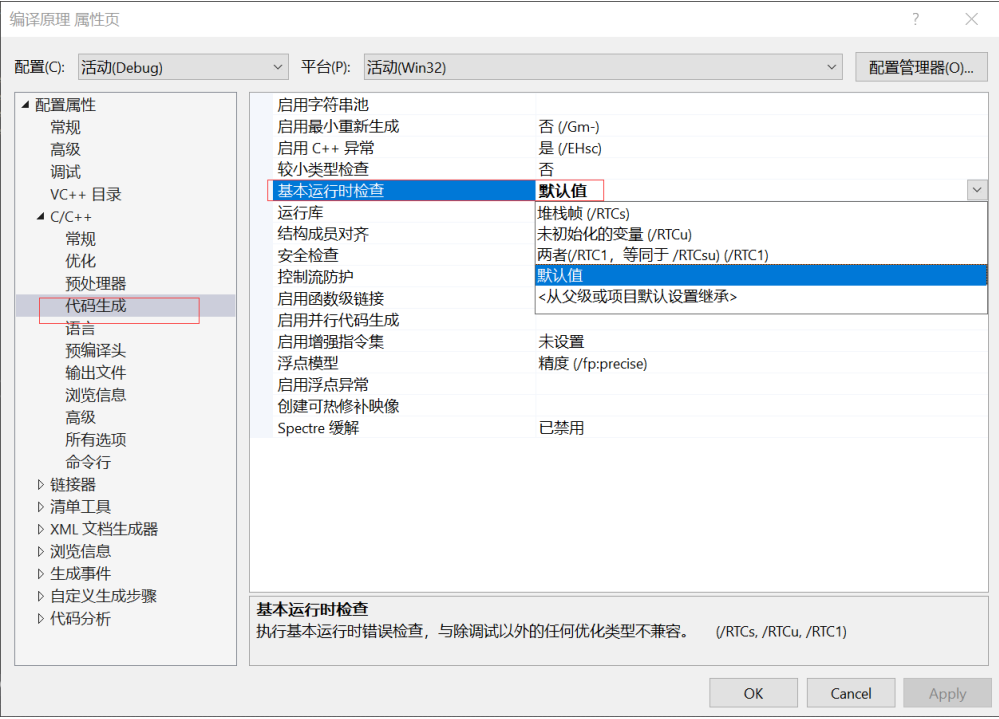 编译原理 属性页
配置(C): 活动(Debug) 平台(P): 活动(Win32) 配置管理器(O)...
配置属性
常规
高级
调试
VC++ 目录
C/C++
常规
优化
预处理器
代码生成
语言
预编译头
输出文件
浏览信息
高级
所有选项
命令行
链接器
清单工具
XML 文档生成器
浏览信息
生成事件
自定义生成步骤
代码分析
启用字符串池
启用最小重新生成 否 (/Gm-)
启用 C++ 异常 是 (/EHsc)
较小类型检查 否
基本运行时检查 默认值
运行库
结构成员对齐
安全检查
控制流防护
启用函数级链接
启用并行代码生成
启用增强指令集 未设置
浮点模型 精度 (/fp:precise)
启用浮点异常
创建可热修补映像
Spectre 缓解 已禁用
堆栈帧 (/RTCs)
未初始化的变量 (/RTCu)
两者(/RTC1，等同于 /RTCsu) (/RTC1)
默认值
<从父级或项目默认设置继承>
基本运行时检查
执行基本运行时错误检查，与除调试以外的任何优化类型不兼容。 (/RTCs, /RTCu, /RTC1)
OK Cancel Apply